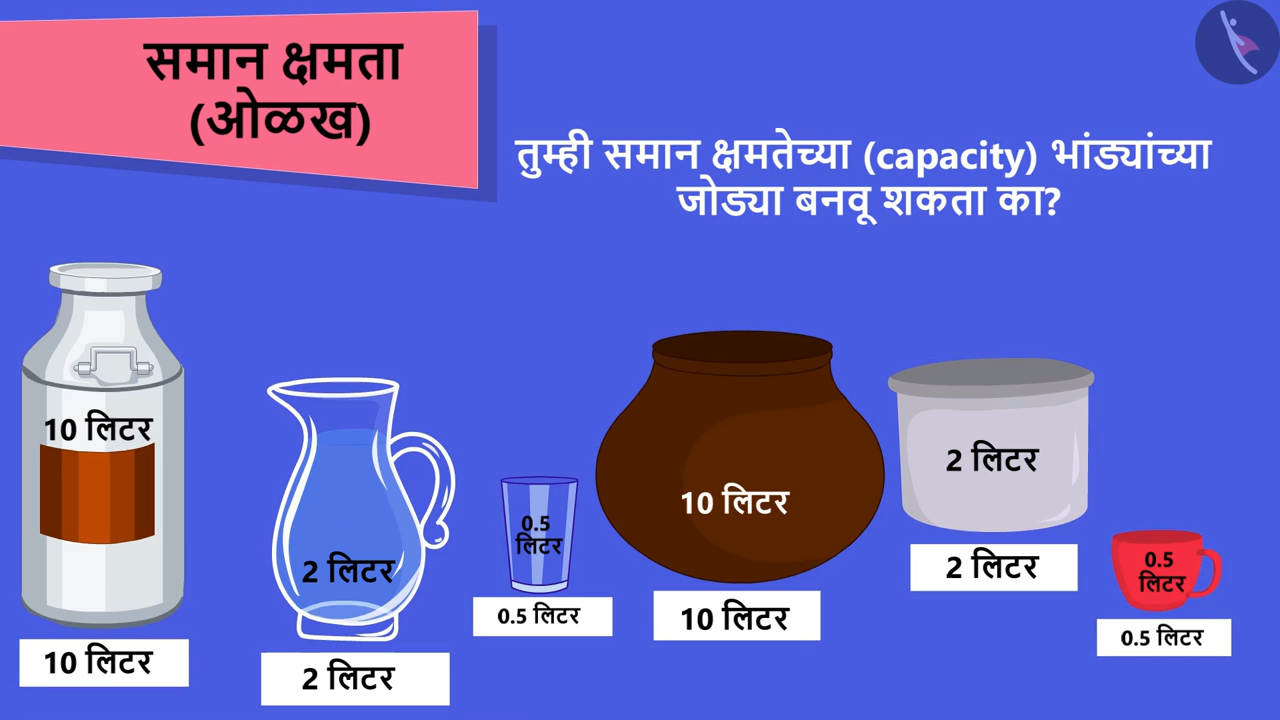 समान क्षमता
(ओळख)
तुम्ही समान क्षमतेच्या (capacity) भांड्यांच्या
जोड्या बनवू शकता का?
10 लिटर
2 लिटर
0.5
लिटर
10 लिटर
2 लिटर
0.5
लिटर
10 लिटर
2 लिटर
0.5 लिटर
10 लिटर
2 लिटर
0.5 लिटर